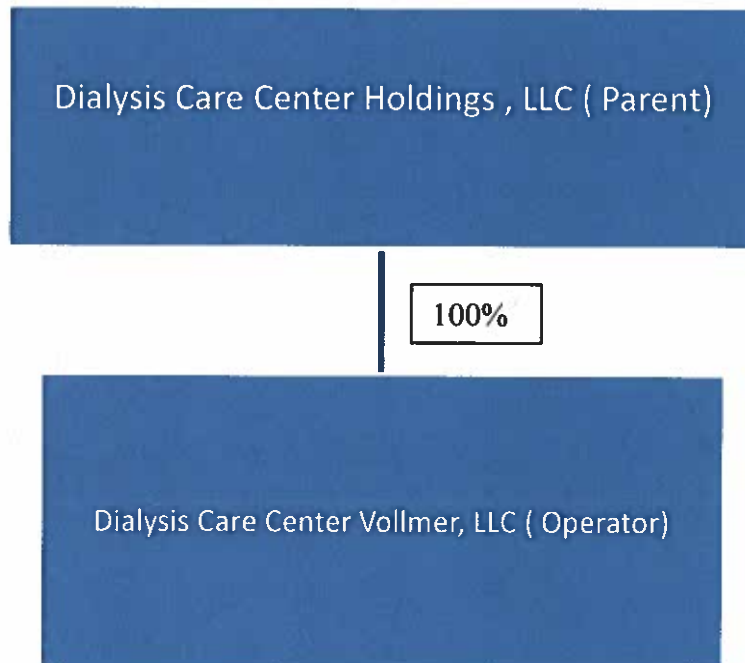 Dialysis Care Center Holdings , LLC ( Parent)
100%
Dialysis Care Center Vollmer, LLC ( Operator)